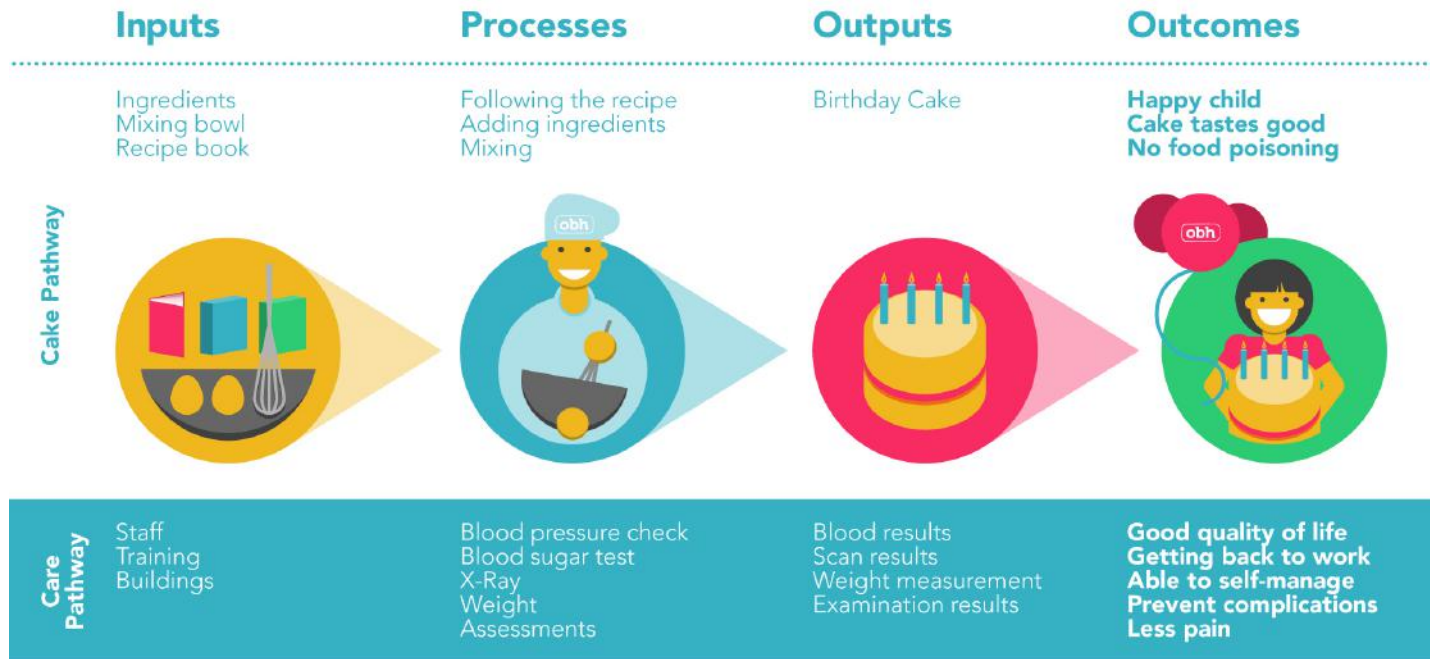 Inputs
Processes
Outputs
Outcomes
Ingredients
Mixing bowl
Recipe book
Following the recipe
Adding ingredients
Mixing
Birthday Cake
Happy child
Cake tastes good
No food poisoning
Cake Pathway
obh
obh
Care
Pathway
Staff
Training
Buildings
Blood pressure check
Blood sugar test
X-Ray
Weight
Assessments
Blood results
Scan results
Weight measurement
Examination results
Good quality of life
Getting back to work
Able to self-manage
Prevent complications
Less pain